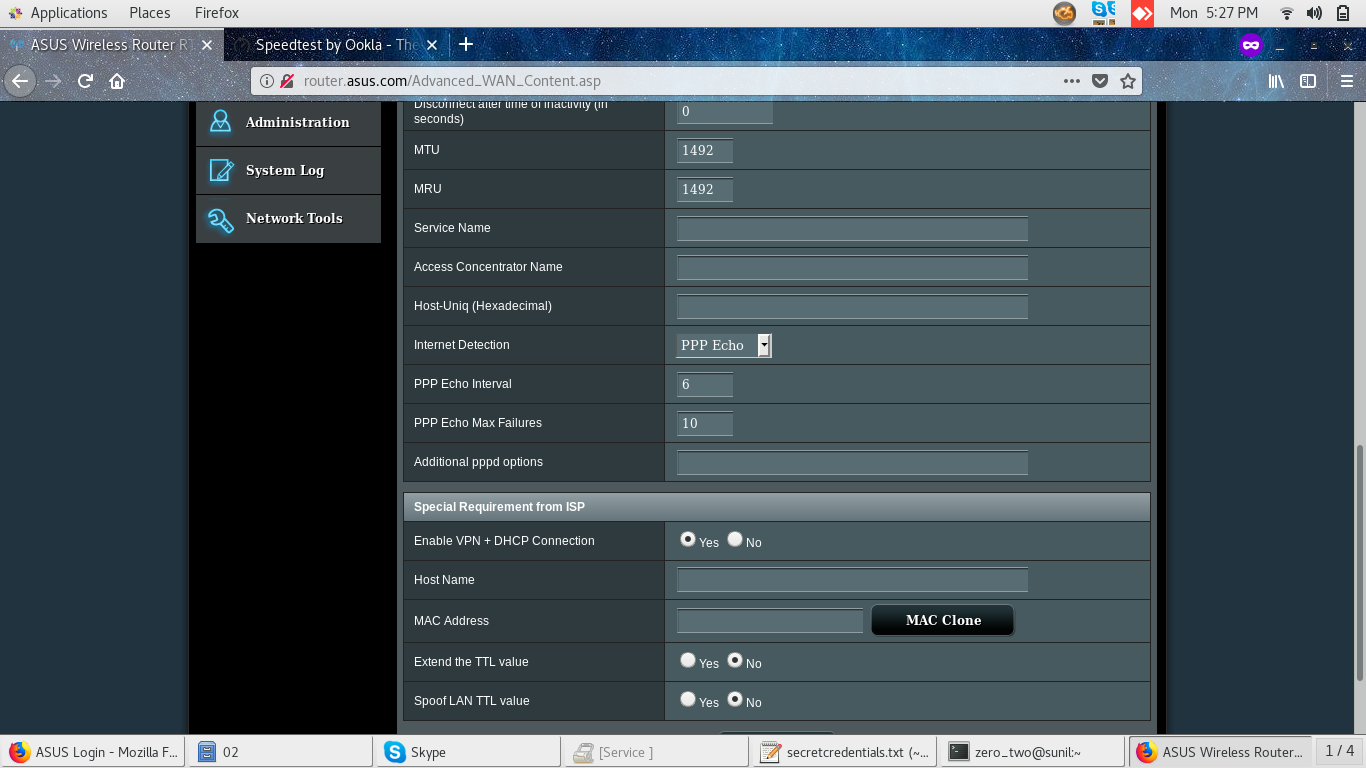 Applications Places Firefox Mon 5:27 PM
ASUS Wireless Router RT Speedtest by Ookla - The
router.asus.com/Advanced_WAN_Content.asp
Administration
System Log
Network Tools
Disconnect after time of inactivity (in
seconds) 0
MTU 1492
MRU 1492
Service Name
Access Concentrator Name
Host-Uniq (Hexadecimal)
Internet Detection PPP Echo
PPP Echo Interval 6
PPP Echo Max Failures 10
Additional pppd options
Special Requirement from ISP
Enable VPN + DHCP Connection Yes No
Host Name
MAC Address MAC Clone
Extend the TTL value Yes No
Spoof LAN TTL value Yes No
ASUS Login - Mozilla F... 02 Skype [Service ] secretcredentials.txt (~... zero_two@sunil:~ ASUS Wireless Router... 1 / 4